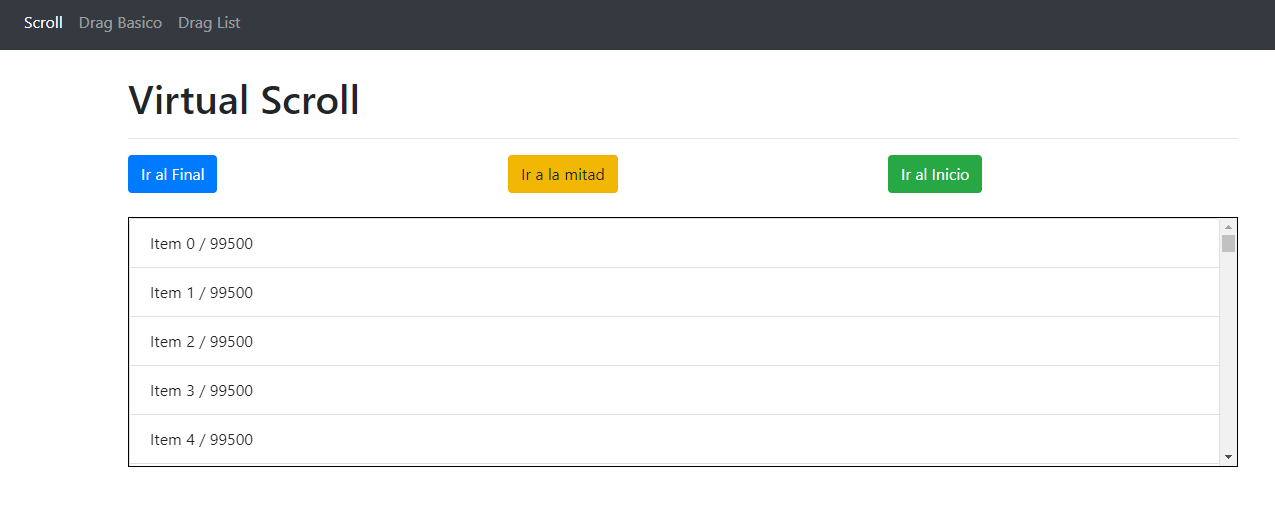 Scroll Drag Basico Drag List
Virtual Scroll
Ir al Final Ir a la mitad Ir al Inicio
Item 0 / 99500
Item 1 / 99500
Item 2 / 99500
Item 3 / 99500
Item 4 / 99500